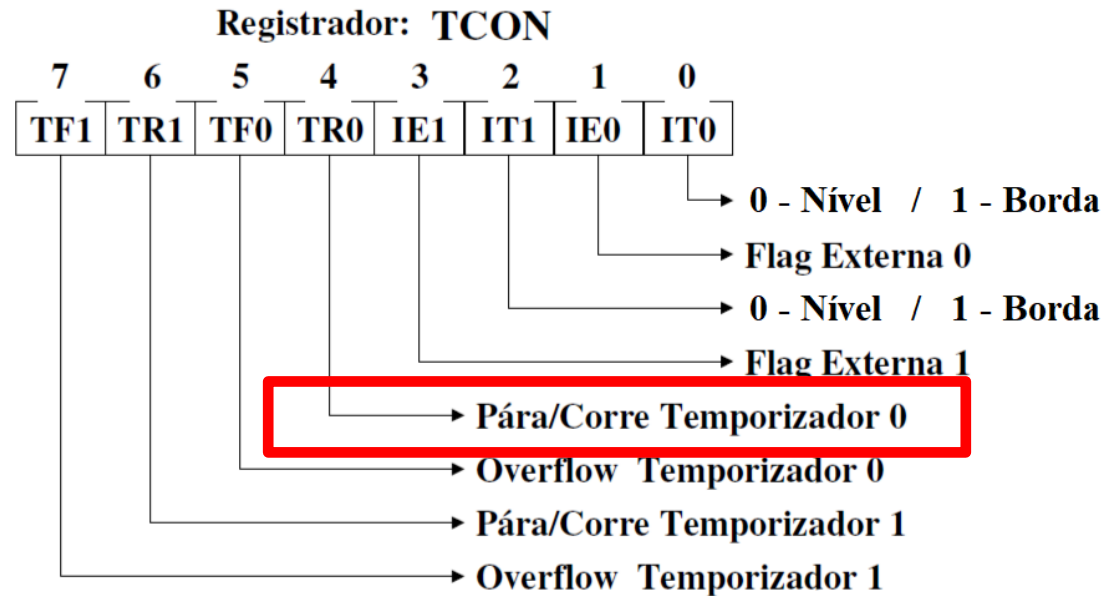 Registrador: TCON
7 6 5 4 3 2 1 0
TF1 TR1 TF0 TR0 IE1 IT1 IE0 IT0
0 - Nível / 1 - Borda
Flag Externa 0
0 - Nível / 1 - Borda
Flag Externa 1
Pára/Corre Temporizador 0
Overflow Temporizador 0
Pára/Corre Temporizador 1
Overflow Temporizador 1